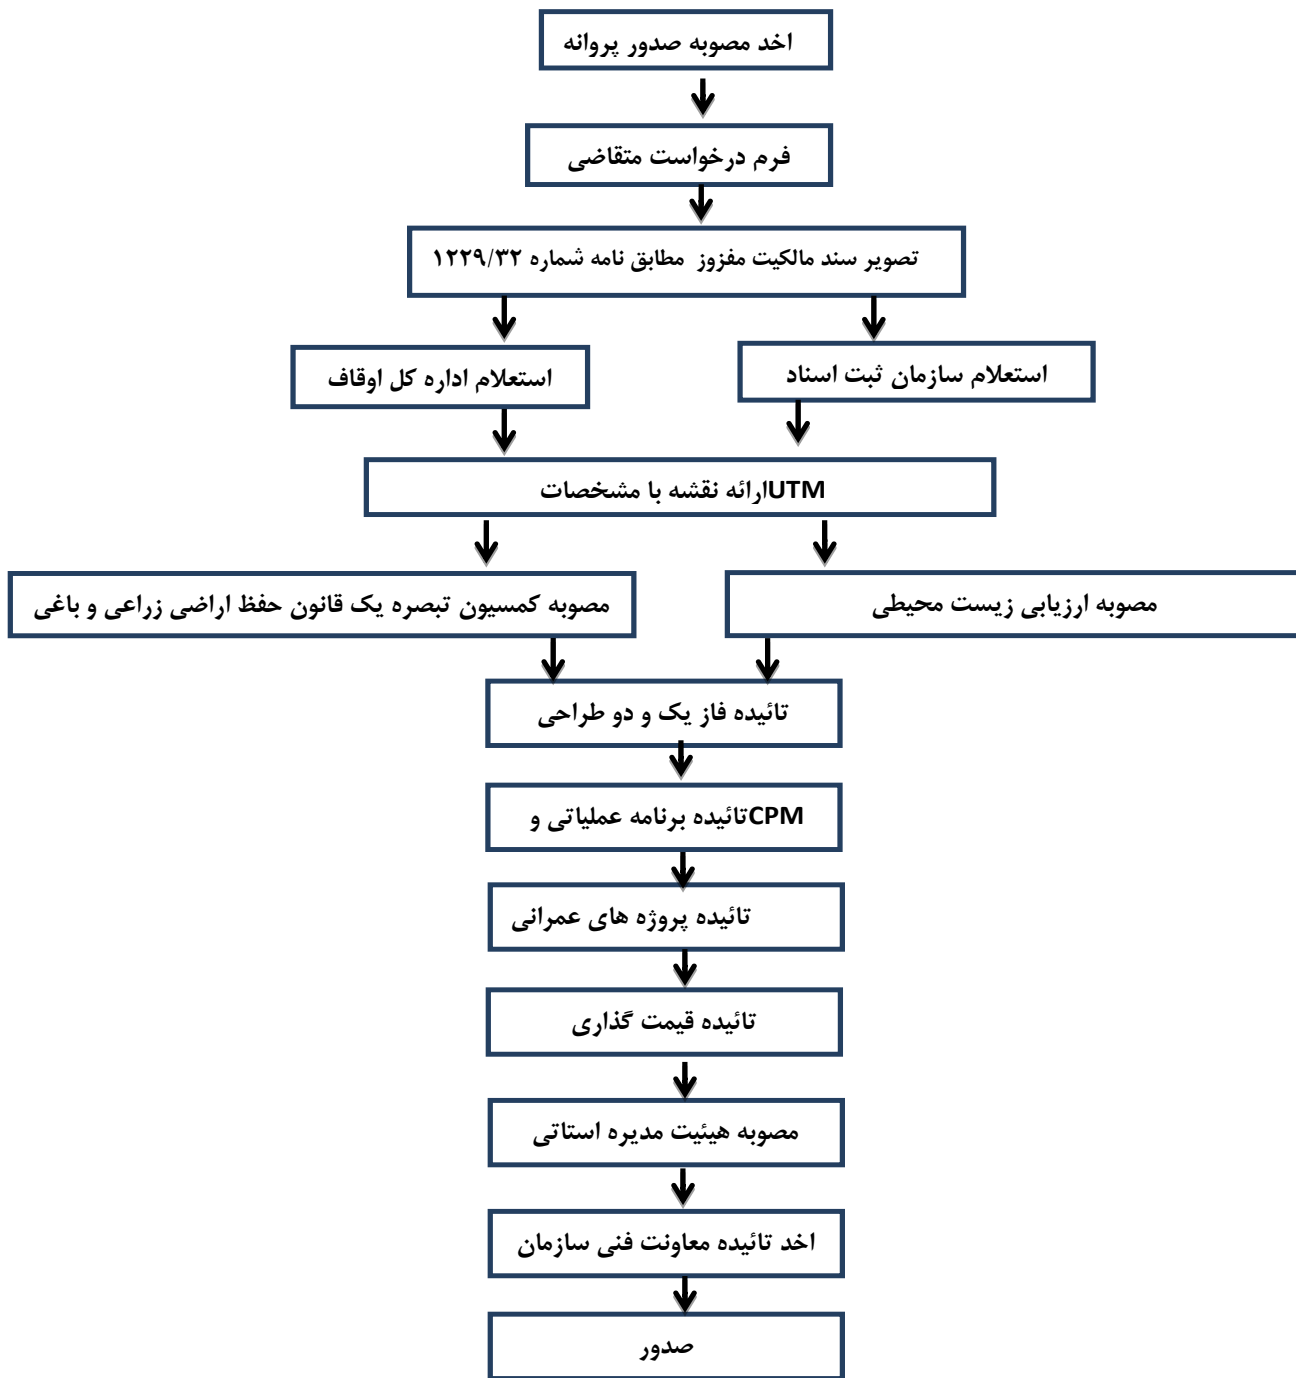 اخد مصوبه صدور پروانه
فرم درخواست متقاضی
تصویر سند مالکیت مفزوز مطابق نامه شماره ۱۲۲۹/۳۲
استعلام سازمان ثبت اسناد
استعلام اداره کل اوقاف
UTMارائه نقشه با مشخصات
مصوبه ارزیابی زیست محیطی
مصوبه کمسیون تبصره یک قانون حفظ اراضی زراعی و باغی
تائیده فاز یک و دو طراحی
CPMتائیده برنامه عملیاتی و
تائیده پروژه های عمرانی
تائیده قیمت گذاری
مصوبه هیئیت مدیره استاتی
اخد تائیده معاونت فنی سازمان
صدور